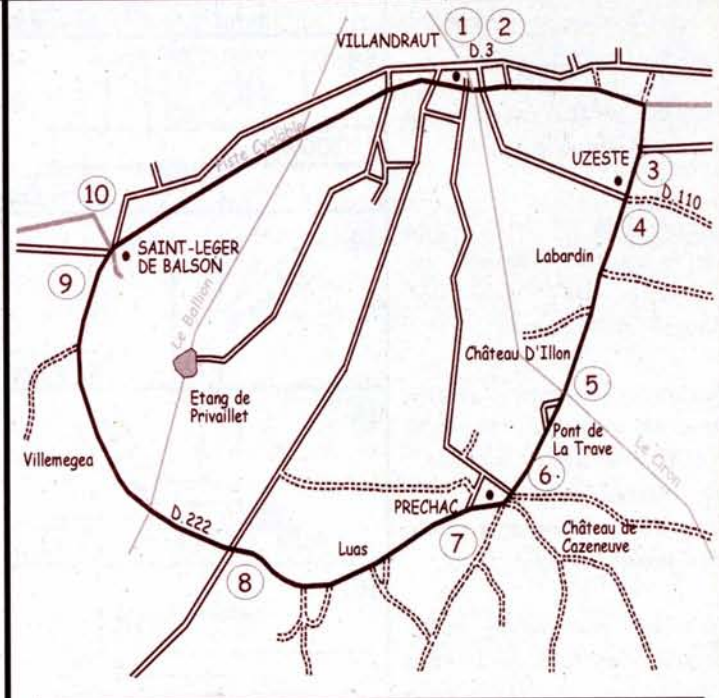 1 2
VILLANDRAUT
D.3
Piste Cyclable
UZESTE
3
D.110
10
4
SAINT-LEGER
DE BALSON
Labardin
9
Le Ballion
Château D'Illon
Etang de
Privaillet
5
Pont de
La Trave
Le Ciron
Villemegea
6
PRECHAC
D.222
7
Château de
Cazeneuve
Luas
8